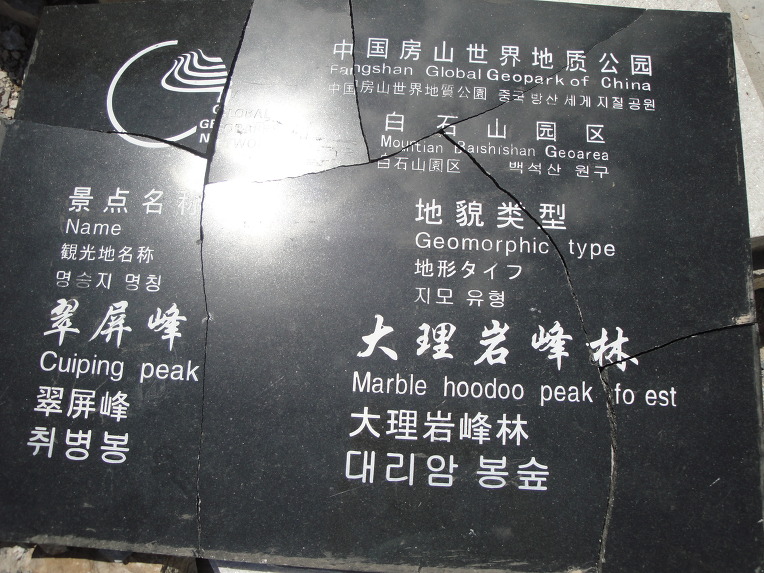 中国房山世界地质公园
Fangshan Global Geopark of China
中国房山世界地質公園 중국 방산 세계 지질 공원
白石山园区
Mountian Baishishan Geoarea
白石山園区 백석산 원구
景点名称
Name
観光地名称
명승지 명칭
翠屏峰
Cuiping peak
翠屏峰
취병봉
地貌类型
Geomorphic type
地形タイプ
지모 유형
大理岩峰林
Marble hoodoo peak fo est
大理岩峰林
대리암 봉숲